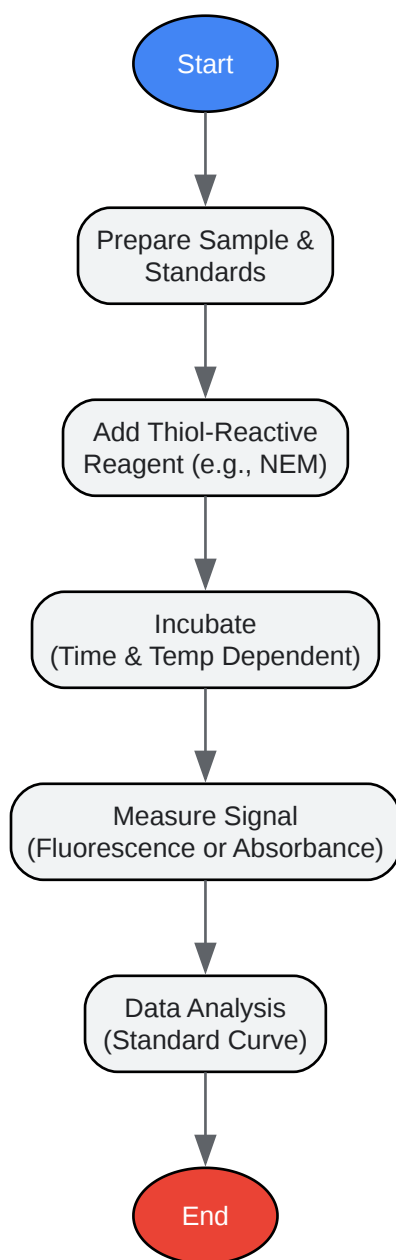 Start
Prepare Sample &
Standards
Add Thiol-Reactive
Reagent (e.g., NEM)
Incubate
(Time & Temp Dependent)
Measure Signal
(Fluorescence or Absorbance)
Data Analysis
(Standard Curve)
End